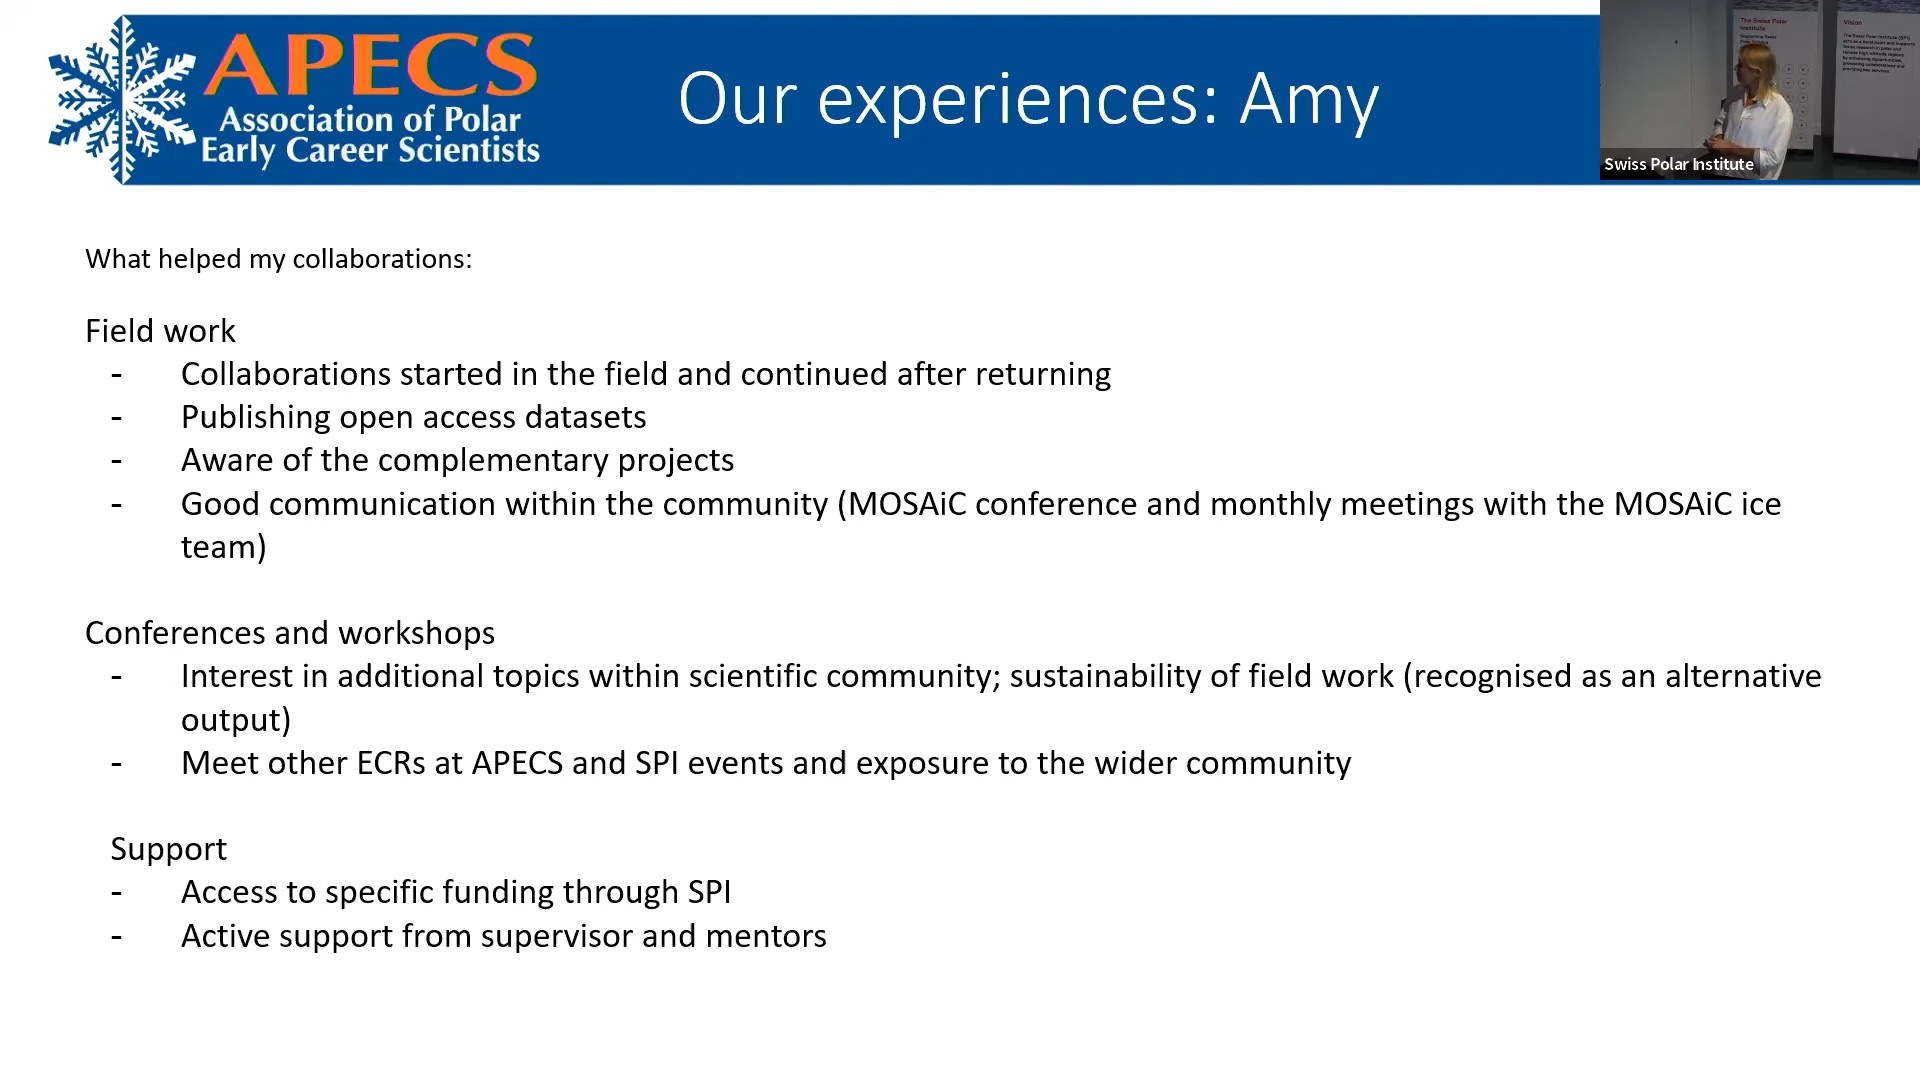 APECS
Association of Polar
Early Career Scientists
Our experiences: Amy
The Swiss Polar
Institute
Vision
Swiss Polar Institute
What helped my collaborations:
Field work
- Collaborations started in the field and continued after returning
- Publishing open access datasets
- Aware of the complementary projects
- Good communication within the community (MOSAiC conference and monthly meetings with the MOSAiC ice
team)
Conferences and workshops
- Interest in additional topics within scientific community; sustainability of field work (recognised as an alternative
output)
- Meet other ECRs at APECS and SPI events and exposure to the wider community
Support
- Access to specific funding through SPI
- Active support from supervisor and mentors